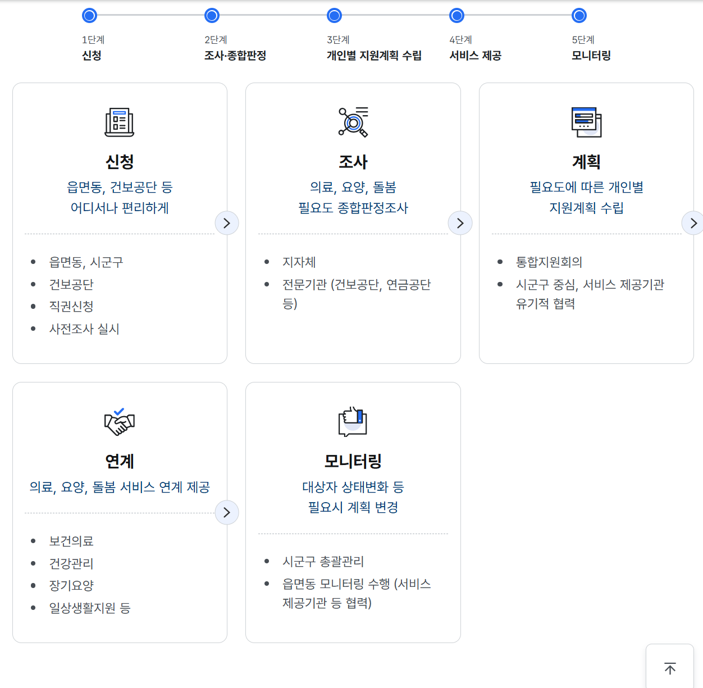 1단계
신청
2단계
조사·종합판정
3단계
개인별 지원계획 수립
4단계
서비스 제공
5단계
모니터링
신청
읍면동, 건보공단 등
어디서나 편리하게
읍면동, 시군구
건보공단
직권신청
사전조사 실시
조사
의료, 요양, 돌봄
필요도 종합판정조사
지자체
전문기관 (건보공단, 연금공단
등)
계획
필요도에 따른 개인별
지원계획 수립
통합지원회의
시군구 중심, 서비스 제공기관
유기적 협력
연계
의료, 요양, 돌봄 서비스 연계 제공
보건의료
건강관리
장기요양
일상생활지원 등
모니터링
대상자 상태변화 등
필요시 계획 변경
시군구 총괄관리
읍면동 모니터링 수행 (서비스
제공기관 등 협력)